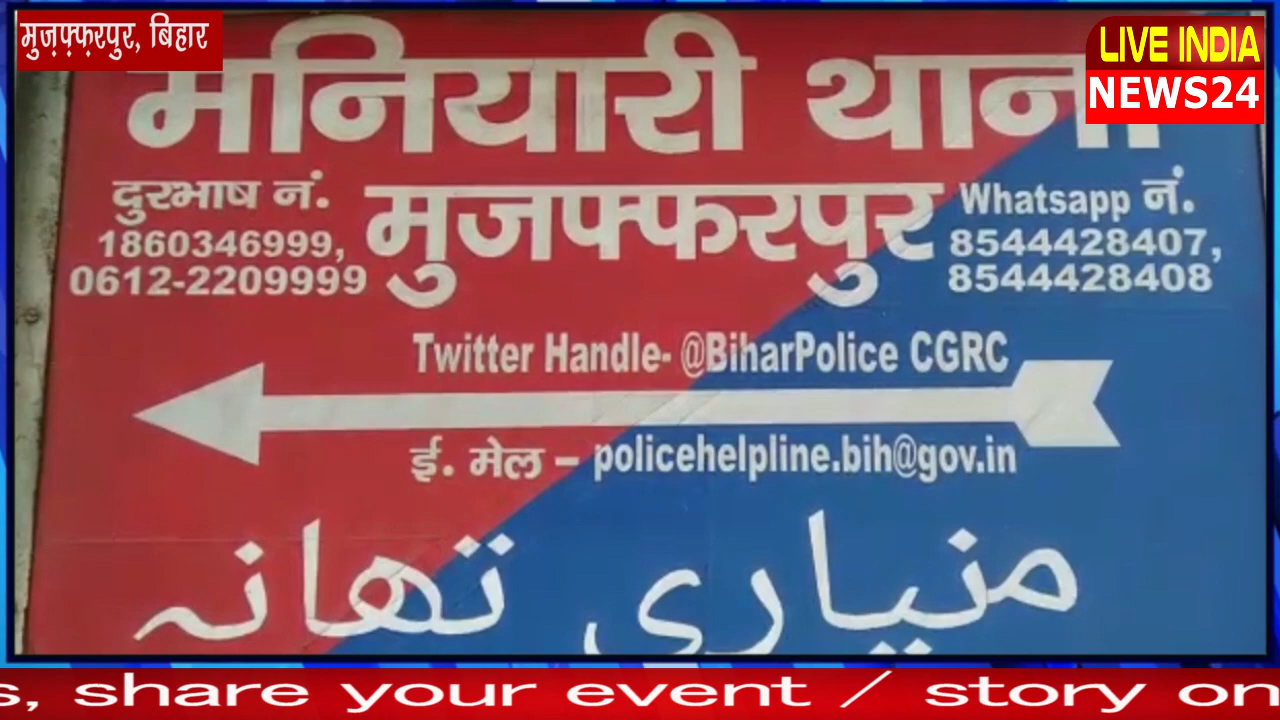 मुज़फ़्फ़रपुर, बिहार
LIVE INDIA
NEWS24
मनियारी थाना
दुरभाष नं.
1860346999,
0612-2209999
मुजफ्फरपुर
Whatsapp नं.
8544428407,
8544428408
Twitter Handle- @BiharPolice CGRC
ई. मेल – policehelpline.bih@gov.in
منیاری تھانہ
s, share your event / story on